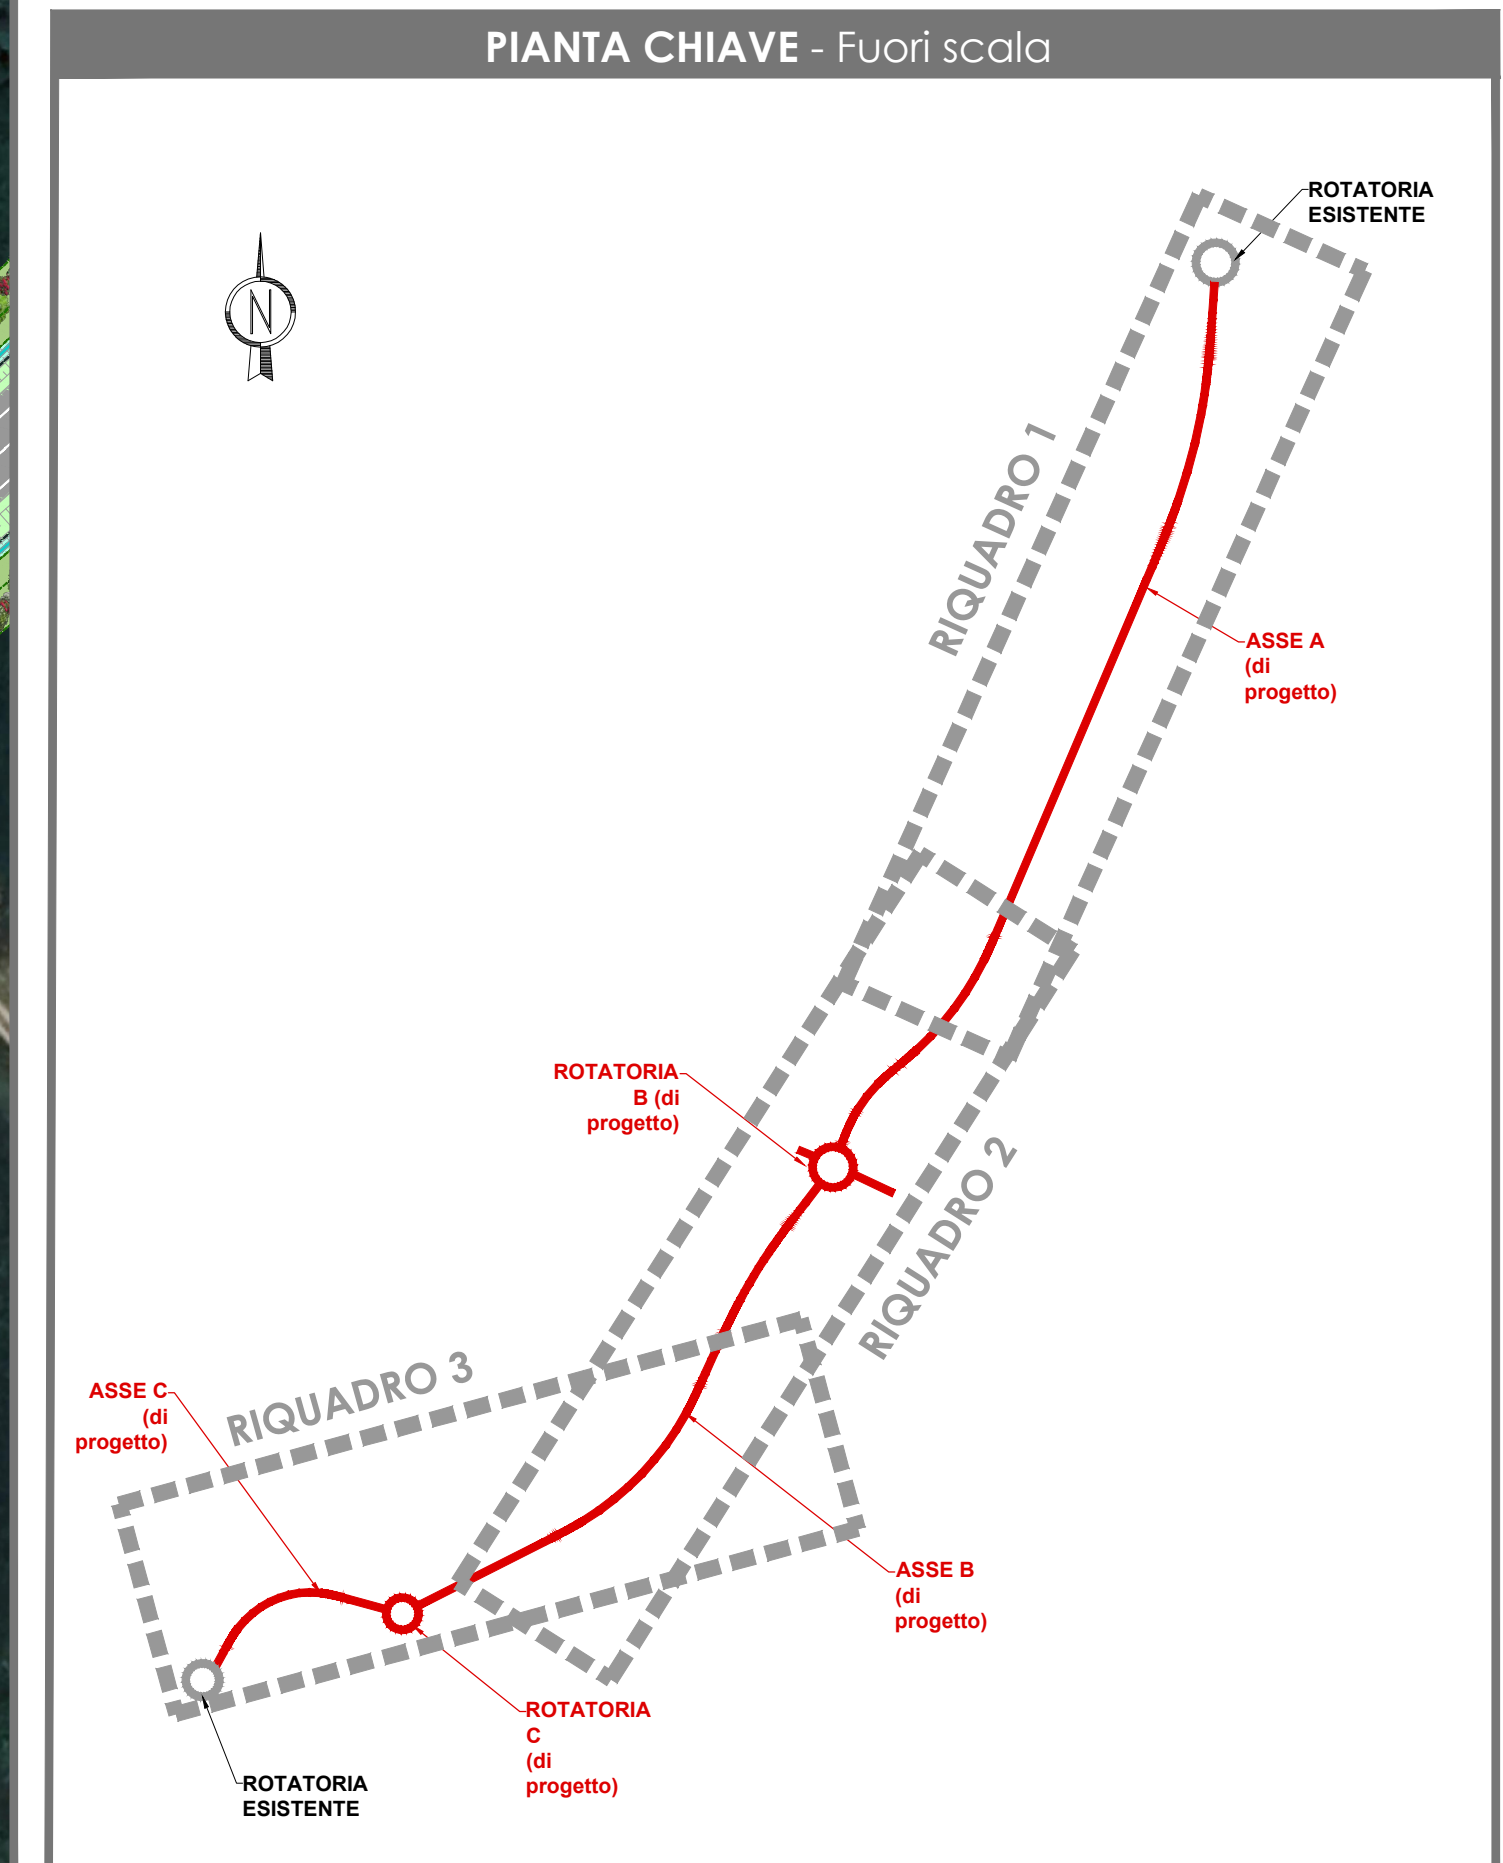 PIANTA CHIAVE - Fuori scala
ROTATORIA
ESISTENTE
N
RIQUADRO 1
ASSE A
(di
progetto)
ROTATORIA
B (di
progetto)
RIQUADRO 2
RIQUADRO 3
ASSE C
(di
progetto)
ASSE B
(di
progetto)
ROTATORIA
C
(di
progetto)
ROTATORIA
ESISTENTE